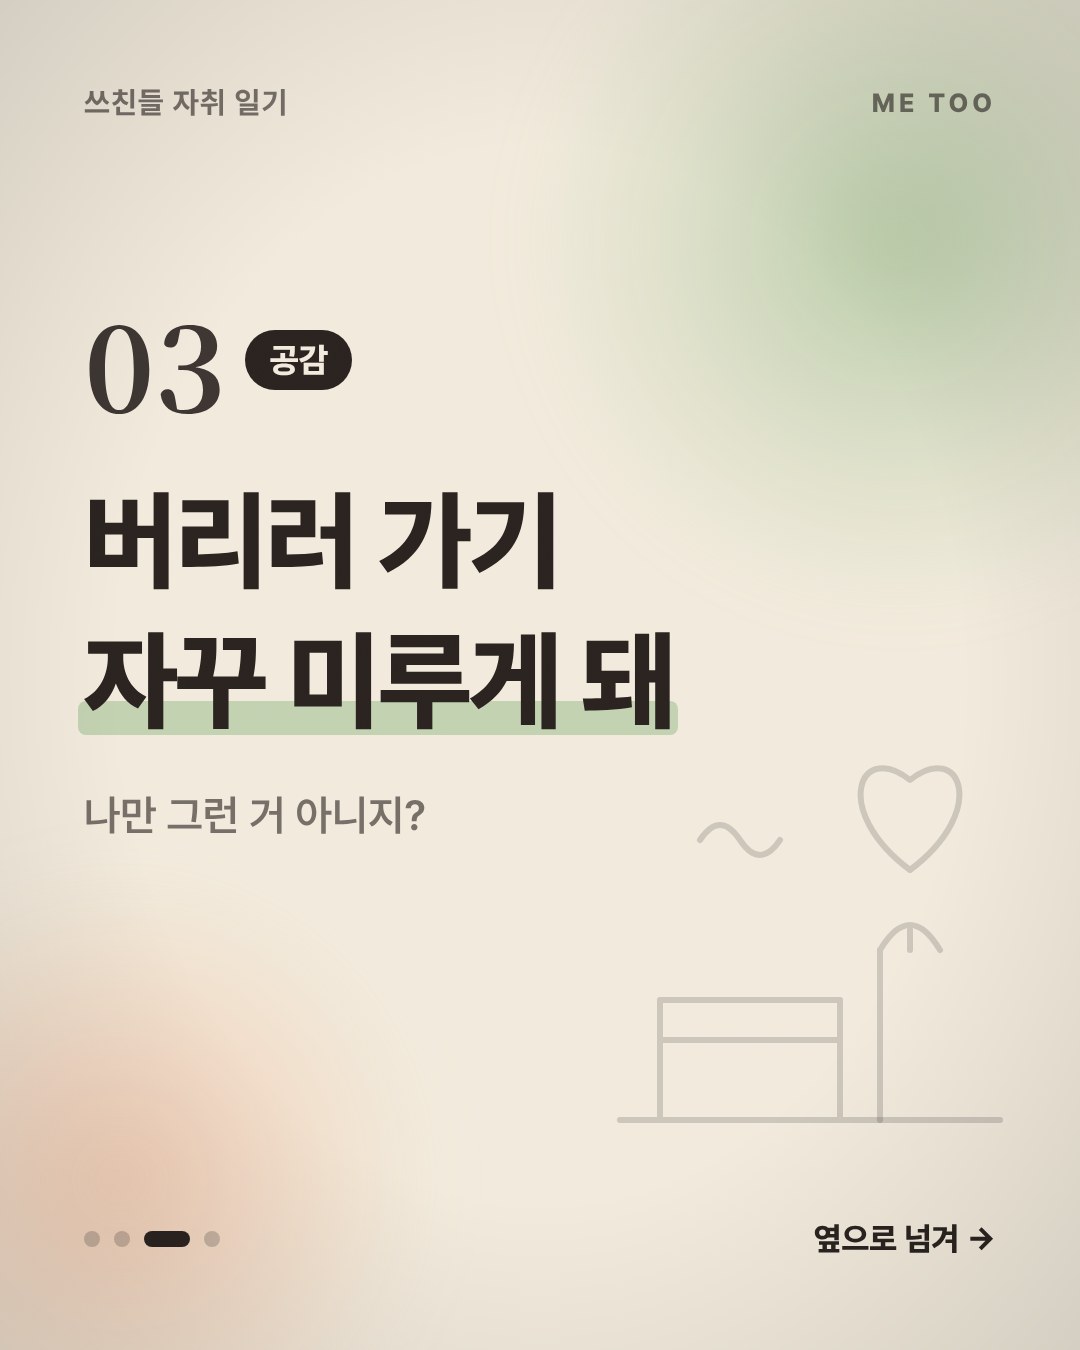 쓰친들 자취 일기
ME TOO
03 공감
버리러 가기
자꾸 미루게 돼
나만 그런 거 아니지?
옆으로 넘겨 →